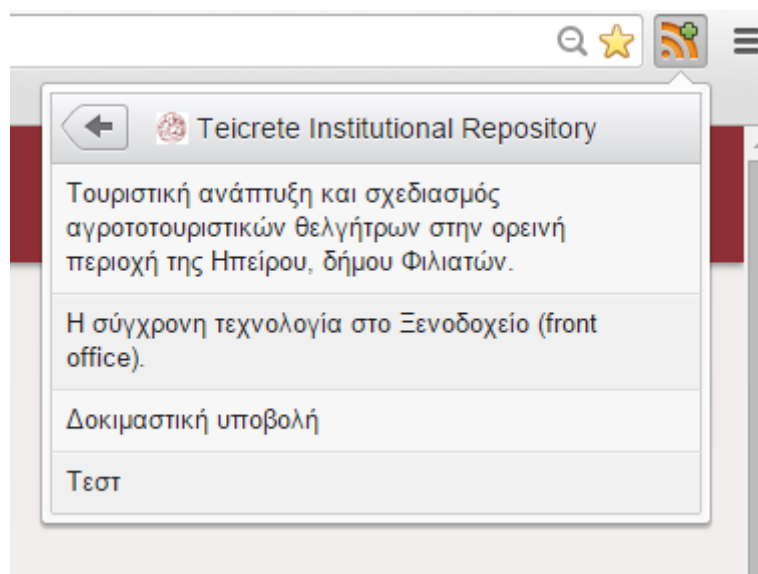 Teicrete Institutional Repository
Τουριστική ανάπτυξη και σχεδιασμός
αγροτοτουριστικών θελγήτρων στην ορεινή
περιοχή της Ηπείρου, δήμου Φιλιατών.
Η σύγχρονη τεχνολογία στο Ξενοδοχείο (front
office).
Δοκιμαστική υποβολή
Τεστ